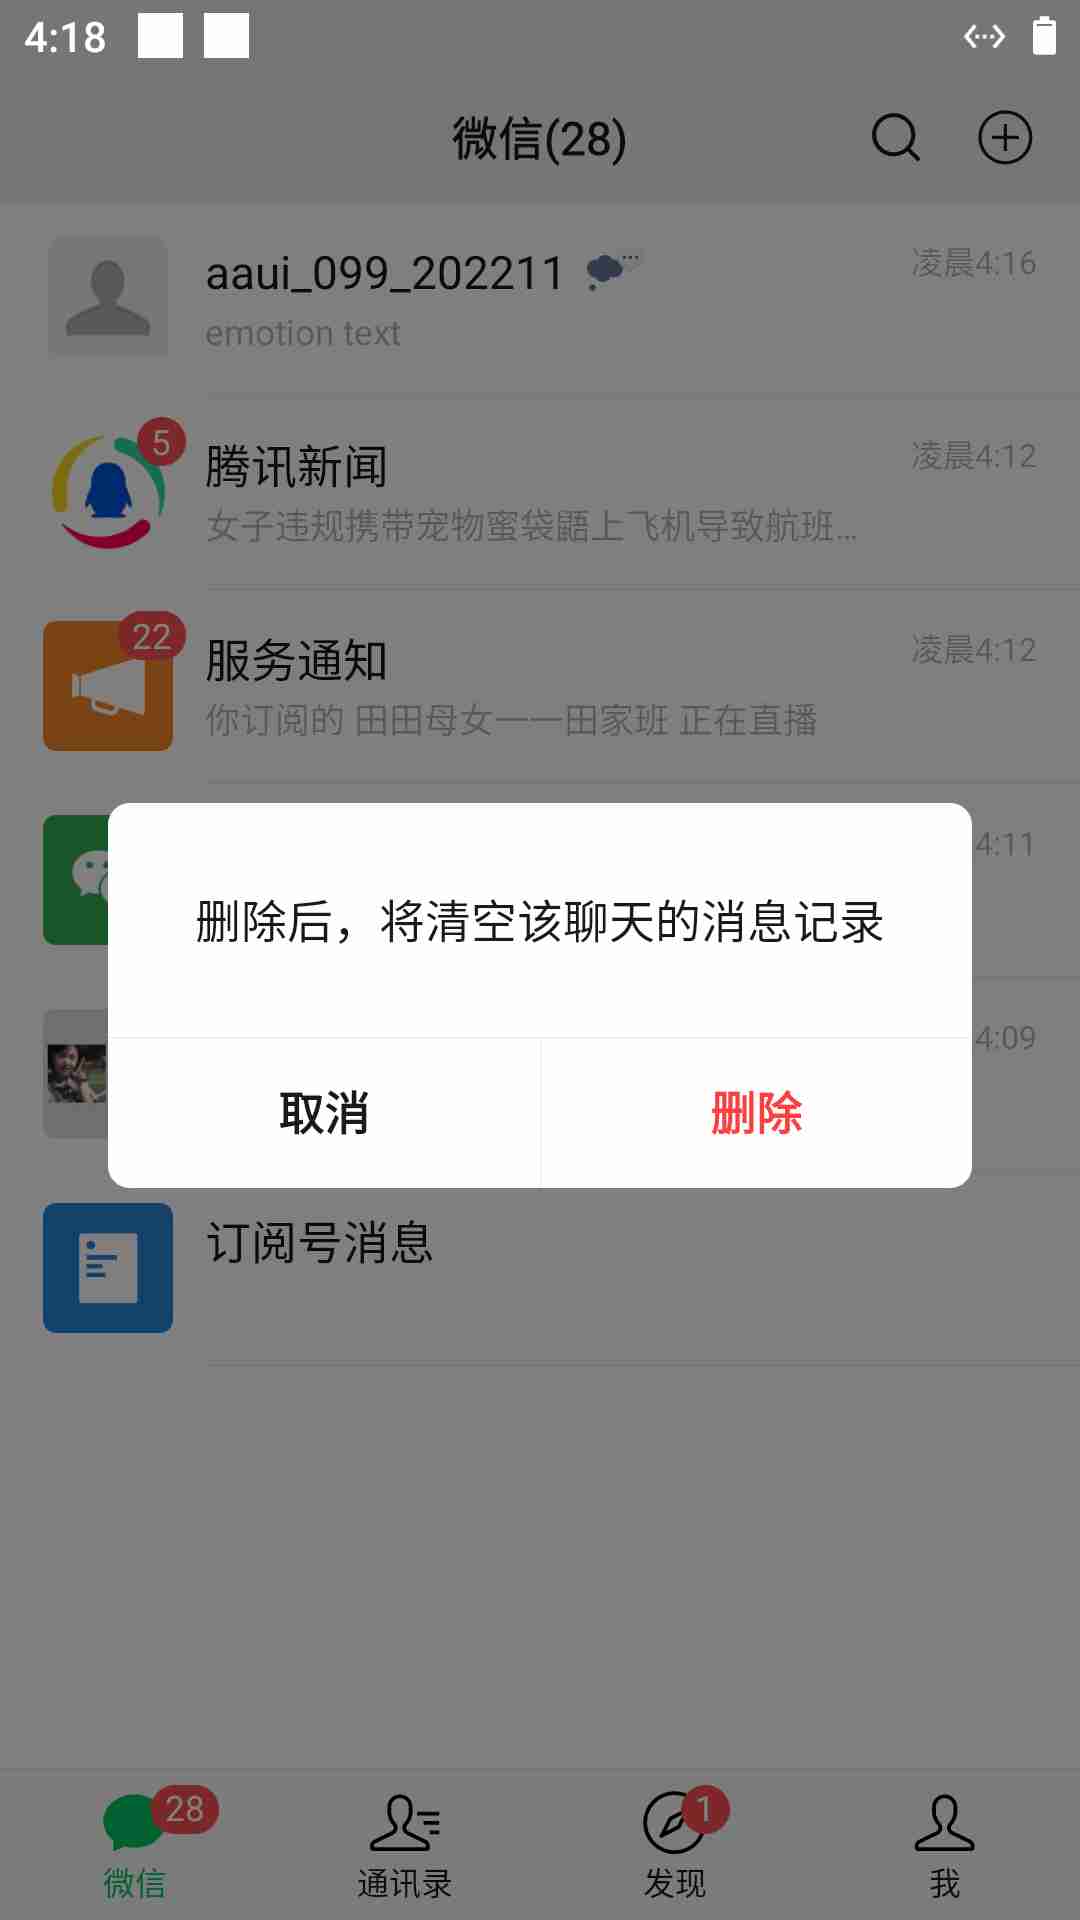 4:18
微信(28)
aaui_099_202211
凌晨4:16
emotion text
5
腾讯新闻
凌晨4:12
女子违规携带宠物蜜袋鼯上飞机导致航班...
22
服务通知
凌晨4:12
你订阅的 田田母女一一田家班 正在直播
4:11
删除后，将清空该聊天的消息记录
4:09
取消
删除
订阅号消息
28
1
微信
通讯录
发现
我